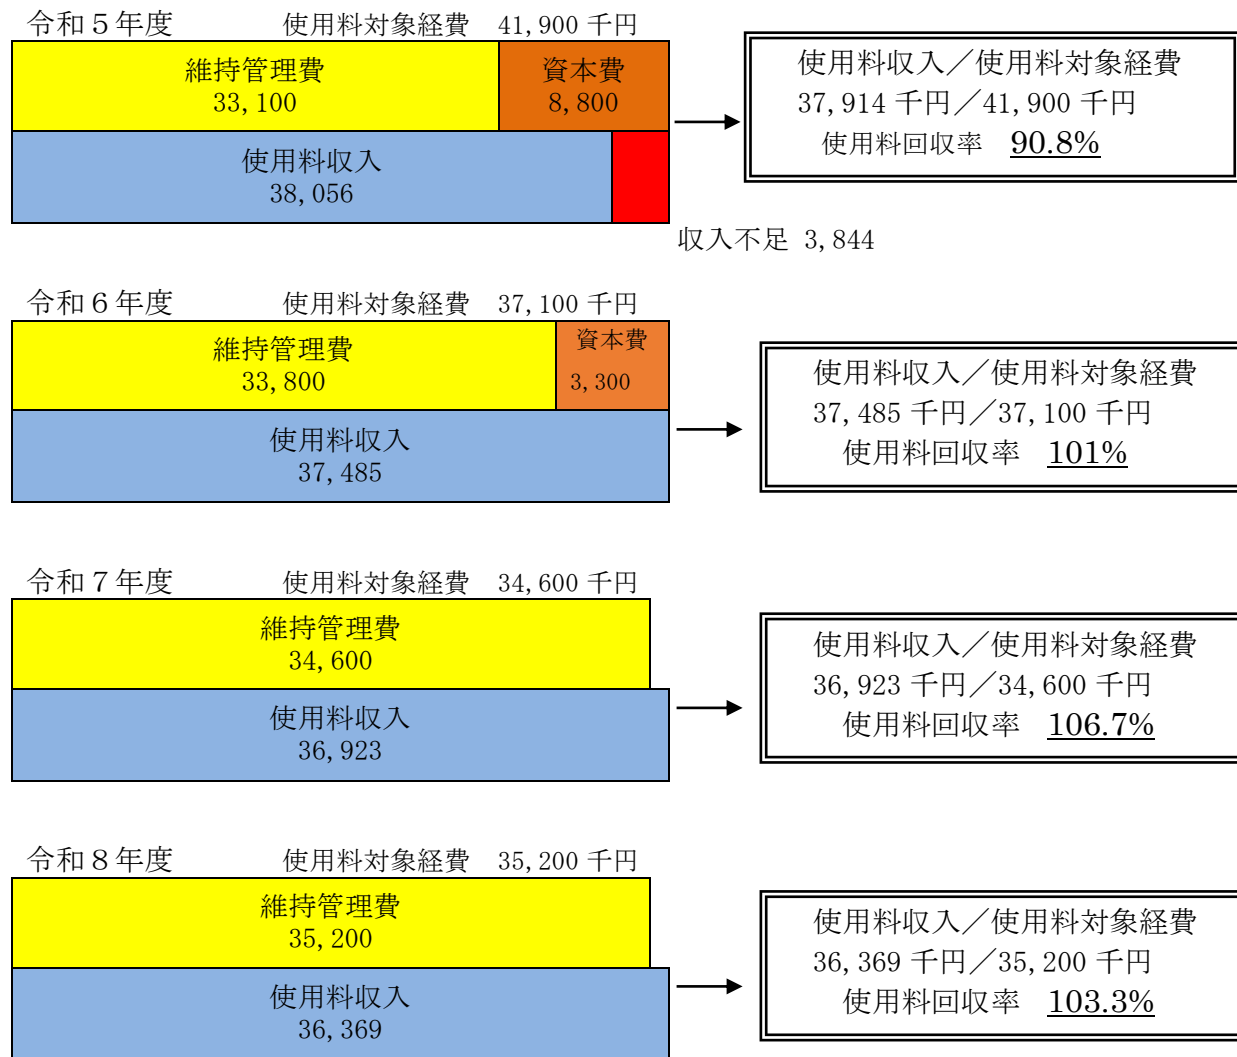 令和５年度　使用料対象経費　41,900 千円
維持管理費
33,100
資本費
8,800
使用料収入
38,056
収入不足 3,844
使用料収入／使用料対象経費
37,914 千円／41,900 千円
使用料回収率　90.8%
令和６年度　使用料対象経費　37,100 千円
維持管理費
33,800
資本費
3,300
使用料収入
37,485
使用料収入／使用料対象経費
37,485 千円／37,100 千円
使用料回収率　101%
令和７年度　使用料対象経費　34,600 千円
維持管理費
34,600
使用料収入
36,923
使用料収入／使用料対象経費
36,923 千円／34,600 千円
使用料回収率　106.7%
令和８年度　使用料対象経費　35,200 千円
維持管理費
35,200
使用料収入
36,369
使用料収入／使用料対象経費
36,369 千円／35,200 千円
使用料回収率　103.3%